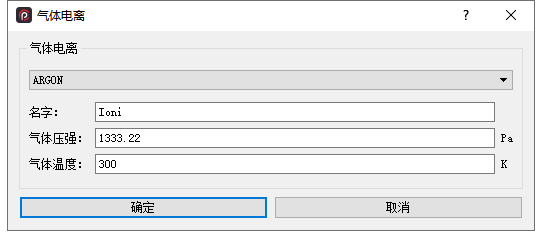 气体电离
气体电离
ARGON
名字: Ioni
气体压强: 1333.22 Pa
气体温度: 300 K
确定 取消